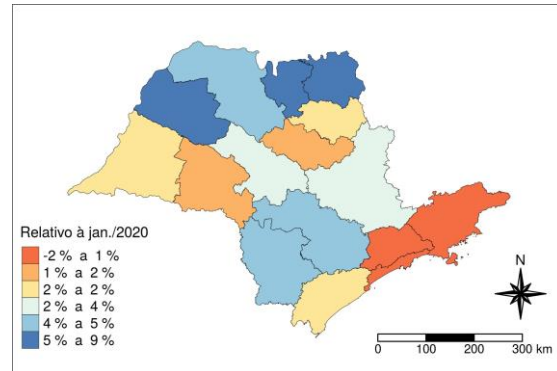 Relativo à jan./2020
-2 % a 1 %
1 % a 2 %
2 % a 2 %
2 % a 4 %
4 % a 5 %
5 % a 9 %
N
0 100 200 300 km